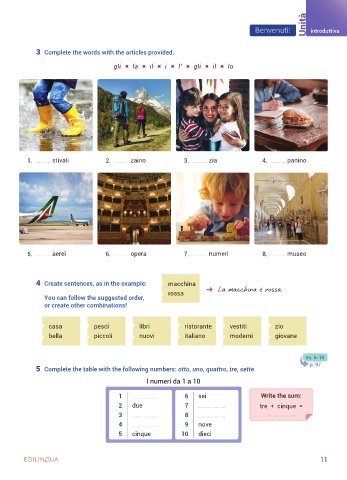 Benvenuti!
Unità
introduttiva
3 Complete the words with the articles provided.
gli × la × il × i × l' × gli × il × lo
1. ............ stivali
2. ............ zaino
3. ............ zia
4. ............ panino
5. ............ aerei
6. ............ opera
7. ............ numeri
8. ............ museo
4 Create sentences, as in the example:
You can follow the suggested order,
or create other combinations!
macchina
rossa
→ La macchina è rossa.
casa pesci libri ristorante vestiti zio
bella piccoli nuovi italiano moderni giovane
es. 6-10
p. 97
5 Complete the table with the following numbers: otto, uno, quattro, tre, sette.
I numeri da 1 a 10
1 ............ 6 sei
2 due 7 ............
3 ............ 8 ............
4 ............ 9 nove
5 cinque 10 dieci
Write the sum:
tre + cinque =
............
EDILINGUA
11